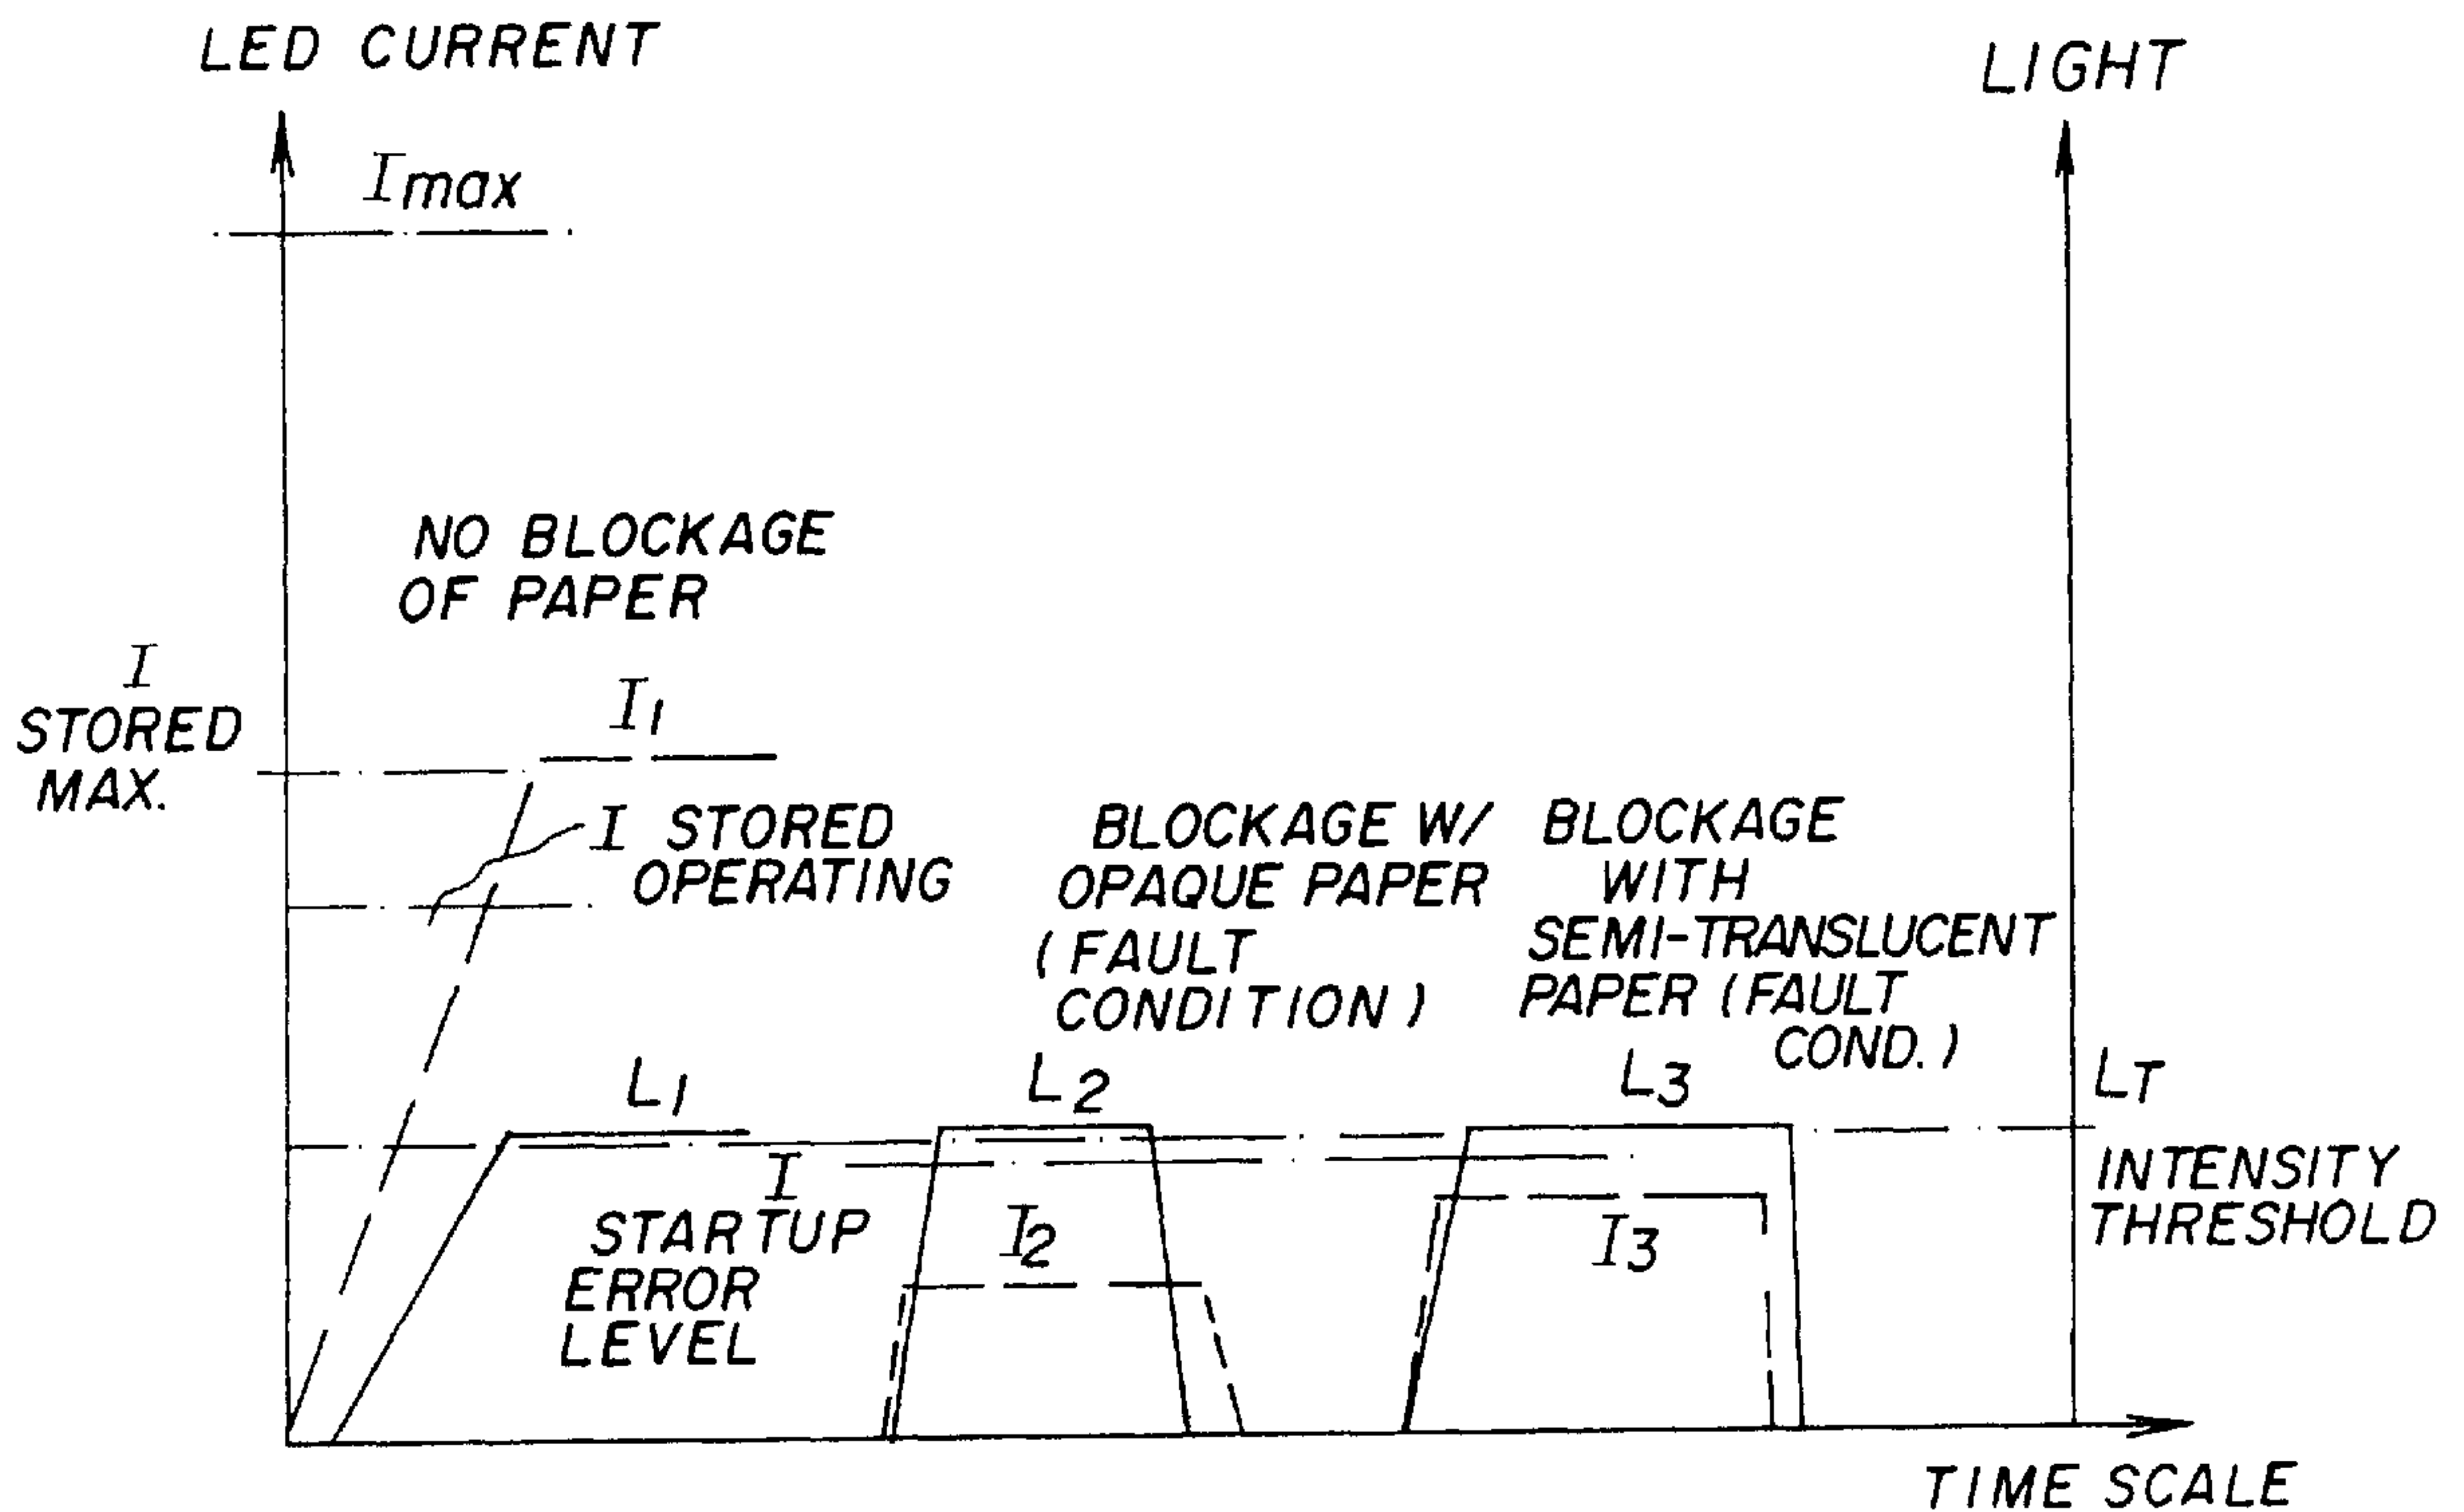 LED CURRENT
LIGHT
Imax
NO BLOCKAGE
OF PAPER
I
STORED
MAX.
I1
I STORED
OPERATING
BLOCKAGE W/
OPAQUE PAPER
(FAULT
CONDITION)
BLOCKAGE
WITH
SEMI-TRANSLUCENT
PAPER (FAULT
COND.)
L1
L2
L3
LT
INTENSITY
THRESHOLD
I
STARTUP
ERROR
LEVEL
I2
I3
TIME SCALE